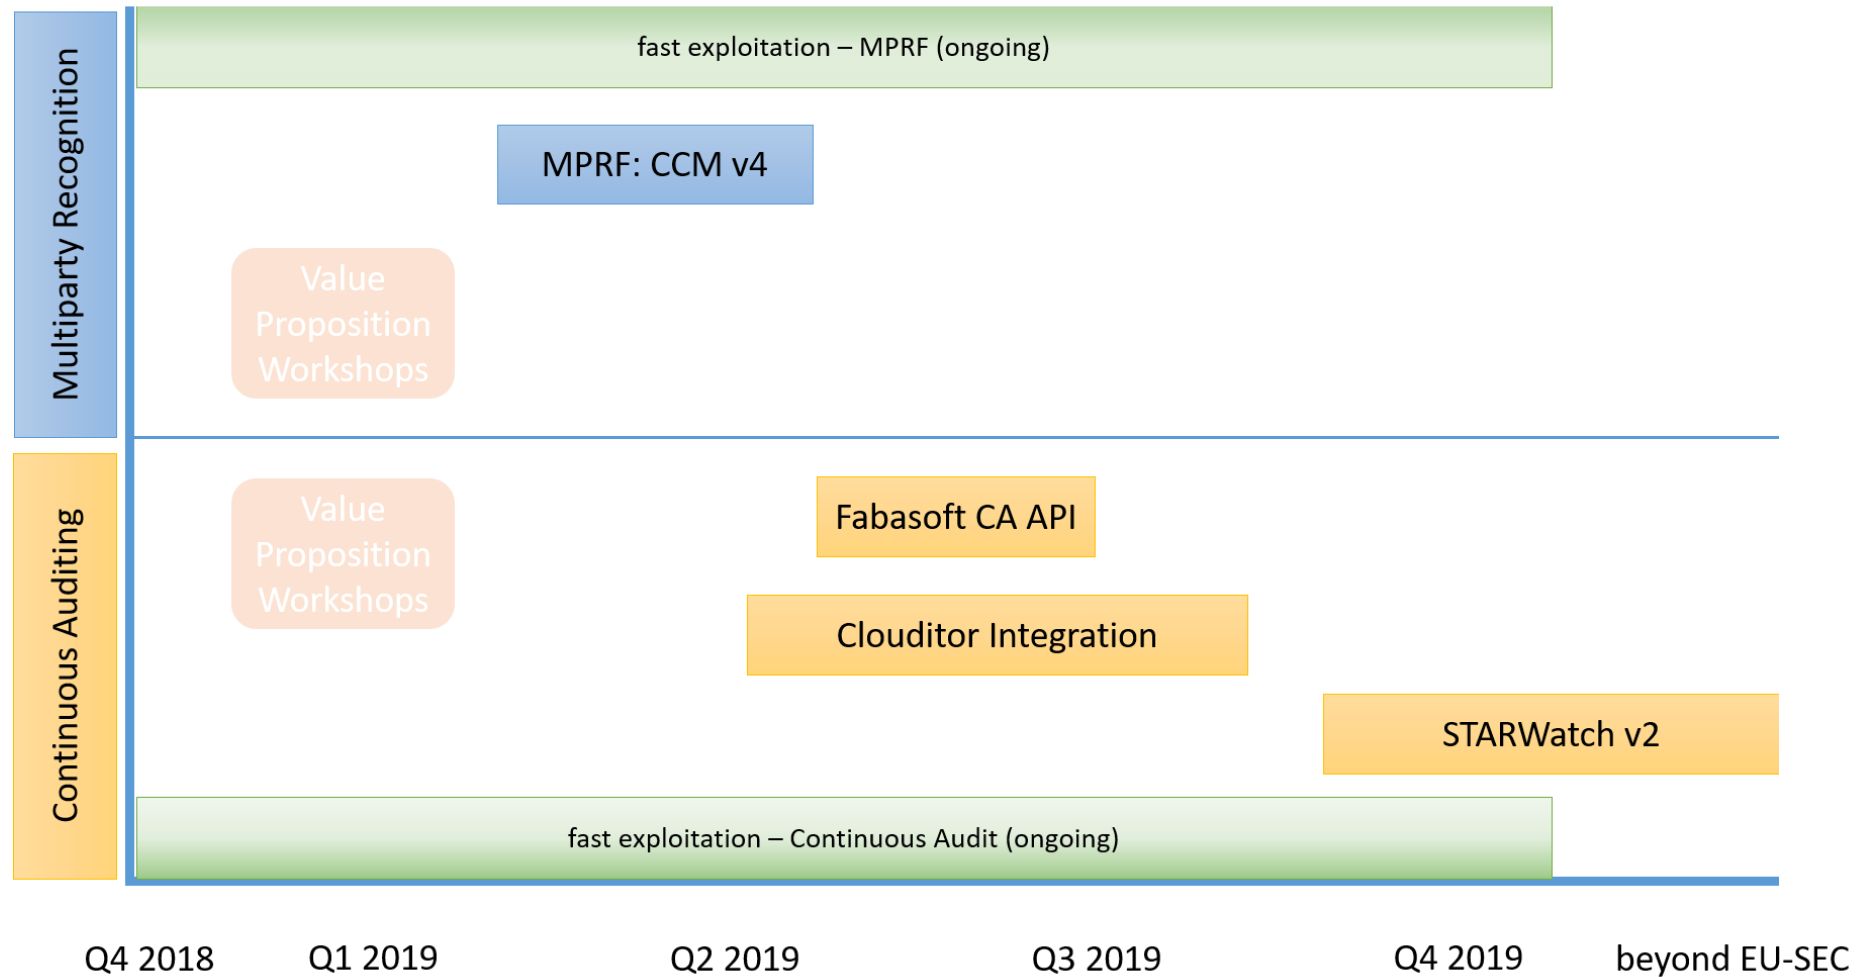 Multiparty Recognition
fast exploitation – MPRF (ongoing)
MPRF: CCM v4
Value
Proposition
Workshops
Continuous Auditing
Value
Proposition
Workshops
Fabasoft CA API
Clouditor Integration
STARWatch v2
fast exploitation – Continuous Audit (ongoing)
Q4 2018 Q1 2019 Q2 2019 Q3 2019 Q4 2019 beyond EU-SEC